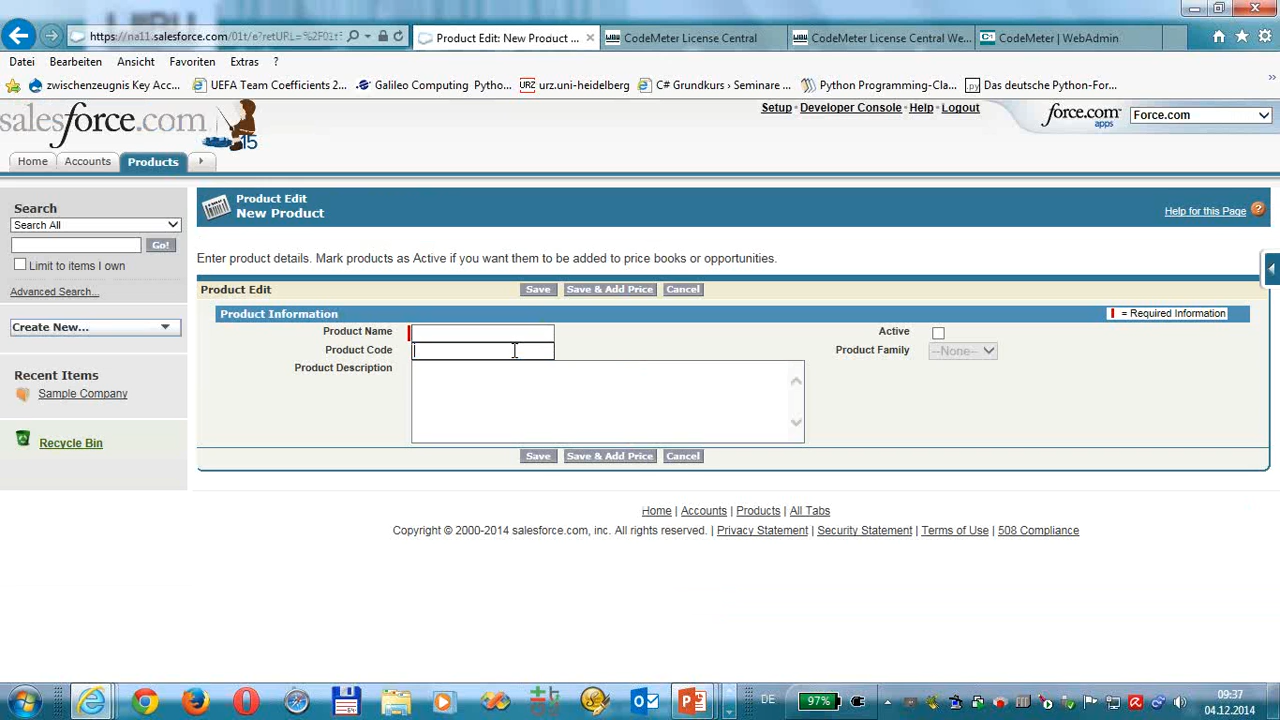 https://na11.salesforce.com/01t/e?retURL=%2F01t
Product Edit: New Product ...
CodeMeter License Central
CodeMeter License Central We...
CodeMeter | WebAdmin
Datei Bearbeiten Ansicht Favoriten Extras ?
zwischenzeugnis Key Acc... UEFA Team Coefficients 2... Galileo Computing Pytho... URZ urz.uni-heidelberg C# Grundkurs › Seminare ... Python Programming-Cla... .py Das deutsche Python-For...
salesforce.com
15
Setup · Developer Console · Help · Logout
force.com apps
Force.com
Home Accounts Products
Search
Search All
Go!
Limit to items I own
Advanced Search...
Create New...
Recent Items
Sample Company
Recycle Bin
Product Edit
New Product
Help for this Page ?
Enter product details. Mark products as Active if you want them to be added to price books or opportunities.
Product Edit Save Save & Add Price Cancel
Product Information = Required Information
Product Name Active
Product Code Product Family --None--
Product Description
Save Save & Add Price Cancel
Home | Accounts | Products | All Tabs
Copyright © 2000-2014 salesforce.com, inc. All rights reserved. | Privacy Statement | Security Statement | Terms of Use | 508 Compliance
DE 97% 09:37
04.12.2014